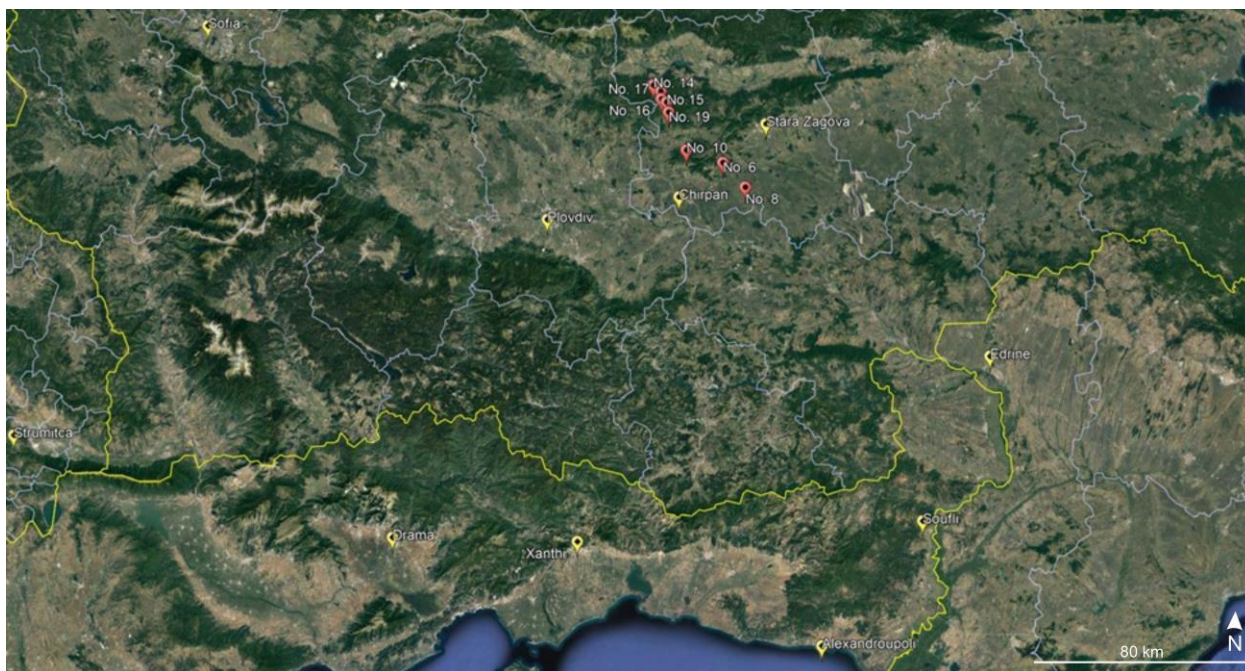 Sofia
No. 14
No. 17
No. 15
No. 16
No. 19
Stara Zagova
No. 10
No. 6
No. 8
Chirpan
Plovdiv
Edrine
Strumitca
Soufli
Drama
Xanthi
Alexandroupoli
N
80 km